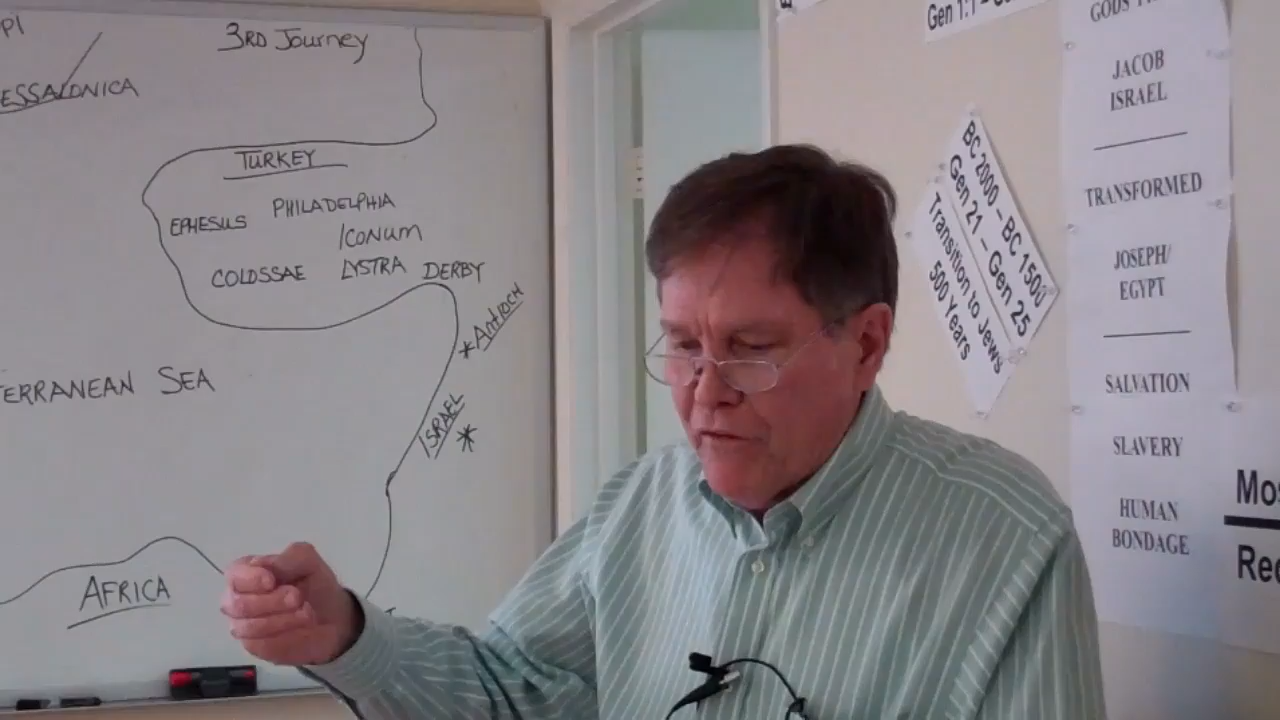 3RD Journey
ESSALONICA
TURKEY
EPHESUS
PHILADELPHIA
ICONUM
COLOSSAE
LYSTRA
DERBY
*ANTIOCH
ERRANEAN SEA
ISRAEL
*
AFRICA
Gen 1:1
BC 2000 – BC 1500
Gen 21 – Gen 25
Transition to Jews
500 Years
GODS
JACOB
ISRAEL
TRANSFORMED
JOSEPH/
EGYPT
SALVATION
SLAVERY
HUMAN
BONDAGE
Mo
Re